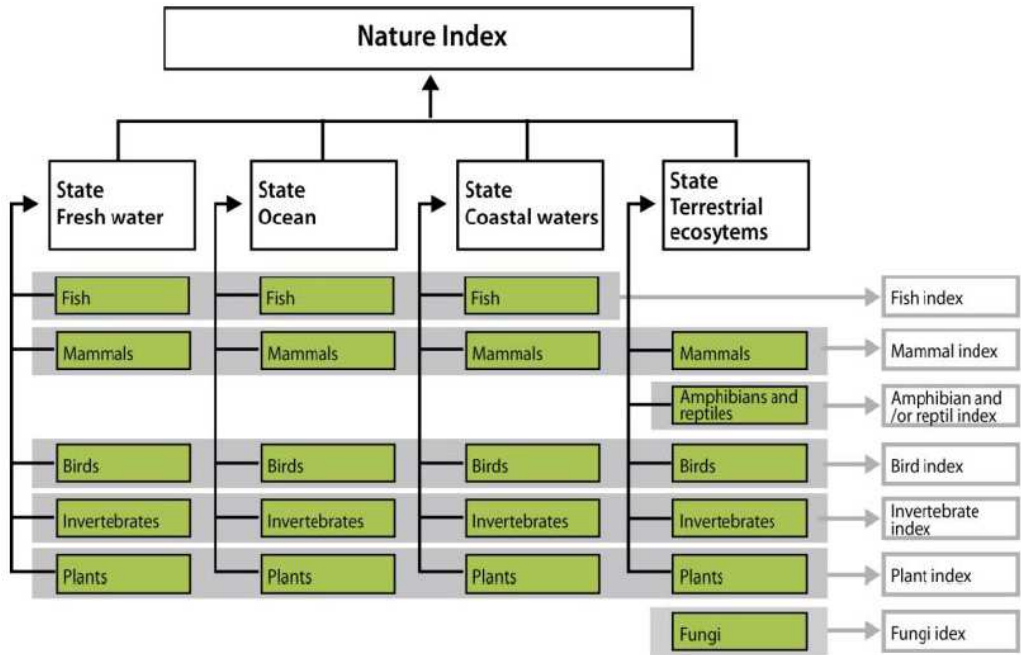 Nature Index
State
Fresh water
State
Ocean
State
Coastal waters
State
Terrestrial
ecosytems
Fish
Fish
Fish
Fish index
Mammals
Mammals
Mammals
Mammals
Mammal index
Amphibians and
reptiles
Amphibian and
/or reptil index
Birds
Birds
Birds
Birds
Bird index
Invertebrates
Invertebrates
Invertebrates
Invertebrates
Invertebrate
index
Plants
Plants
Plants
Plants
Plant index
Fungi
Fungi idex